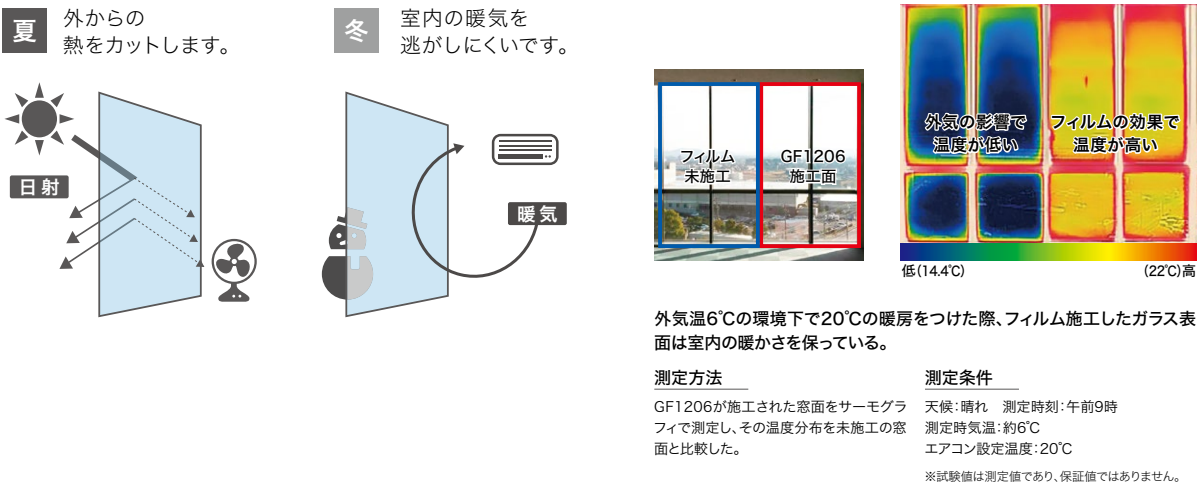 夏
外からの
熱をカットします。
日射
冬
室内の暖気を
逃がしにくいです。
暖気
フィルム
未施工
GF1206
施工面
外気の影響で
温度が低い
フィルムの効果で
温度が高い
低(14.4℃)
(22℃)高
外気温6℃の環境下で20℃の暖房をつけた際、フィルム施工したガラス表
面は室内の暖かさを保っている。
測定方法
GF1206が施工された窓面をサーモグラ
フィで測定し、その温度分布を未施工の窓
面と比較した。
測定条件
天候:晴れ 測定時刻:午前9時
測定時気温:約6℃
エアコン設定温度:20℃
※試験値は測定値であり、保証値ではありません。